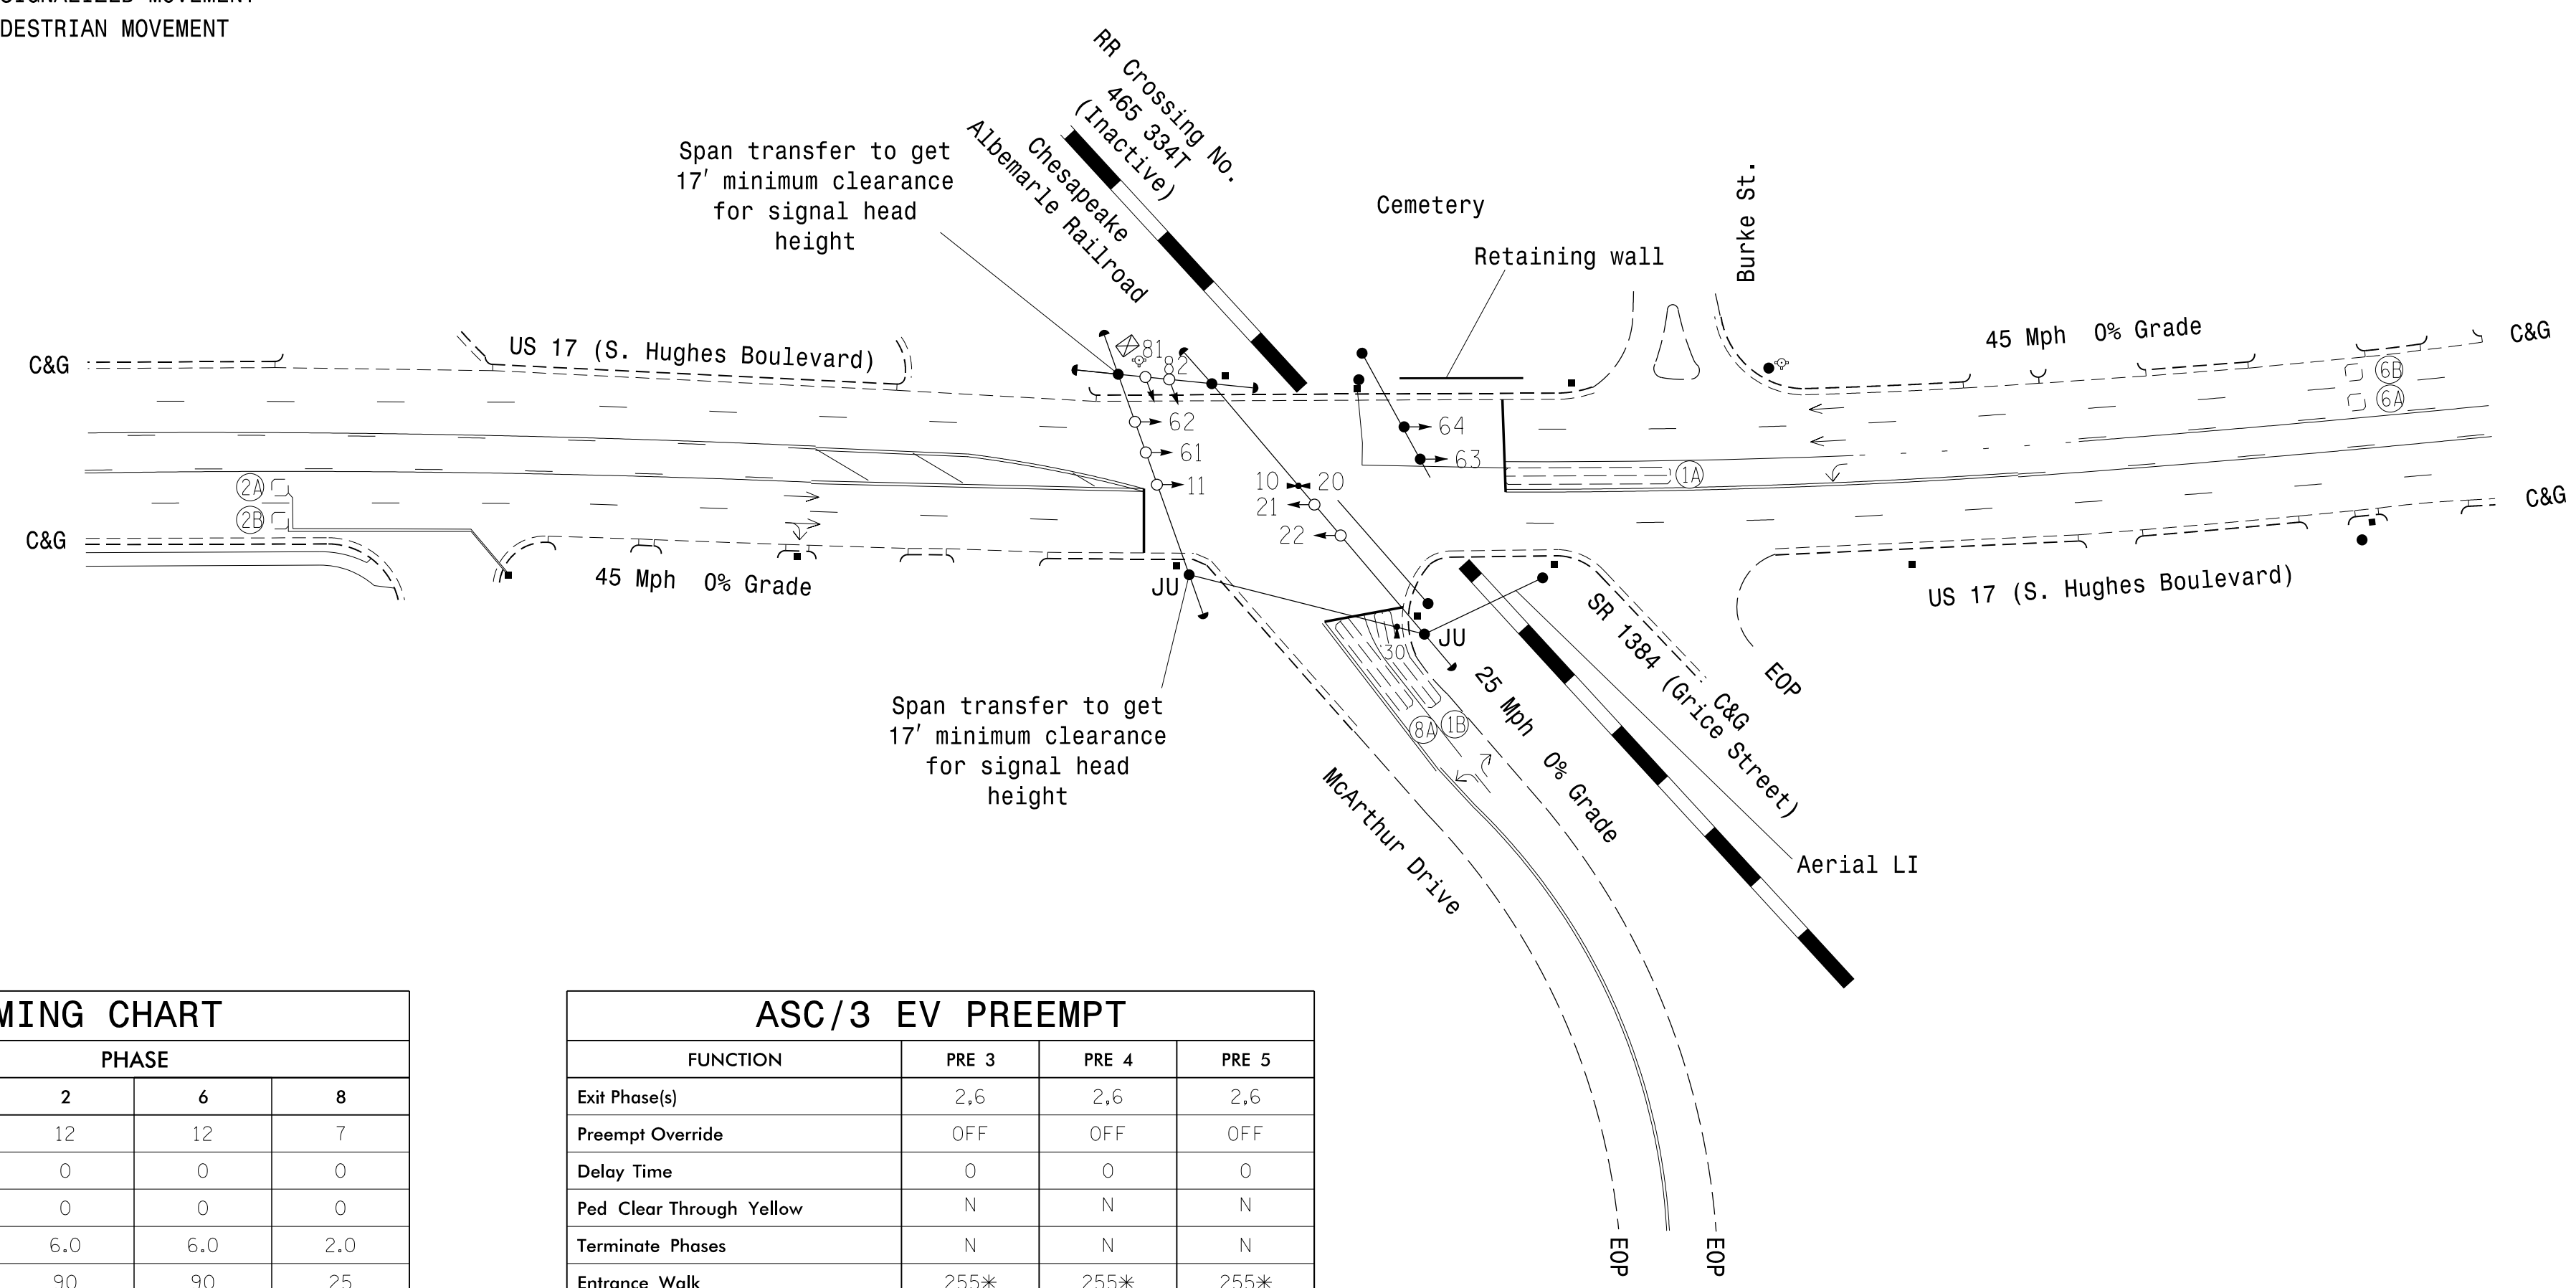 DESTRIAN MOVEMENT
RR Crossing No.
465 334T
(Inactive)
Chesapeake
Albemarle Railroad
Span transfer to get
17' minimum clearance
for signal head
height
Cemetery
Retaining wall
Burke St.
45 Mph 0% Grade
C&G
US 17 (S. Hughes Boulevard)
C&G
81
82
62
61
11
64
63
10
20
21
22
1A
6B
6A
2A
2B
C&G
C&G
45 Mph 0% Grade
JU
JU
30
US 17 (S. Hughes Boulevard)
SR 1384 (Grice Street)
C&G
EOP
25 Mph 0% Grade
8A
1B
Span transfer to get
17' minimum clearance
for signal head
height
McArthur Drive
Aerial LI
EOP
EOP
MING CHART
PHASE
2 6 8
12 12 7
0 0 0
0 0 0
6.0 6.0 2.0
90 90 25
ASC/3 EV PREEMPT
FUNCTION PRE 3 PRE 4 PRE 5
Exit Phase(s) 2,6 2,6 2,6
Preempt Override OFF OFF OFF
Delay Time 0 0 0
Ped Clear Through Yellow N N N
Terminate Phases N N N
Entrance Walk 255* 255* 255*